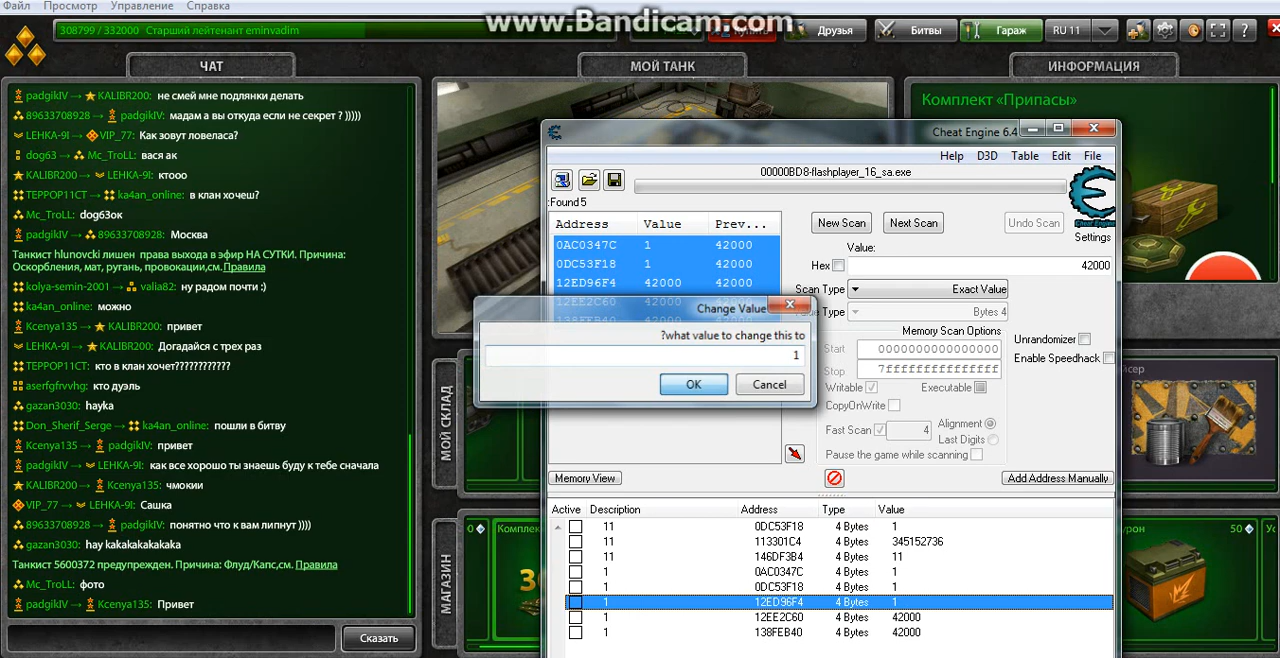 Файл Просмотр Управление Справка
www.Bandicam.com
308799 / 332000 Старший лейтенант eminvadim
Друзья
Битвы
Гараж
RU 11
?
ЧАТ
МОЙ ТАНК
ИНФОРМАЦИЯ
padgikIV → KALIBR200: не смей мне подлянки делать
89633708928 → padgikIV: мадам а вы откуда если не секрет ? )))))
LEHKA-9I → VIP_77: Как зовут ловеласа?
dog63 → Mc_TroLL: вася ак
KALIBR200 → LEHKA-9I: ктооо
ТЕРРОР11СТ → ka4an_online: в клан хочеш?
Mc_TroLL: dog63ок
padgikIV → 89633708928: Москва
Танкист hlunovcki лишен права выхода в эфир НА СУТКИ. Причина:
Оскорбления, мат, ругань, провокации,см.Правила
kolya-semin-2001 → valia82: ну радом почти :)
ka4an_online: можно
Ксения135 → KALIBR200: привет
LEHKA-9I → KALIBR200: Догадайся с трех раз
ТЕРРОР11СТ: кто в клан хочет????????????
aserfgfrvvhg: кто дуэль
gazan3030: hayka
Don_Sherif_Serge → ka4an_online: пошли в битву
Kcenya135 → padgikIV: привет
padgikIV → LEHKA-9I: как все хорошо ты знаешь буду к тебе сначала
KALIBR200 → Kcenya135: чмокии
VIP_77 → LEHKA-9I: Сашка
89633708928 → padgikIV: понятно что к вам липнут ))))
gazan3030: hay kakakakakakaka
Танкист 5600372 предупрежден. Причина: Флуд/Капс,см. Правила
Mc_TroLL: фото
padgikIV → Kcenya135: Привет
Сказать
МОЙ СКЛАД
МАГАЗИН
Комплект «Припасы»
Cheat Engine 6.4
Help D3D Table Edit File
00000BD8-flashplayer_16_sa.exe
:Found 5
Address Value Prev...
0AC0347C 1 42000
0DC53F18 1 42000
12ED96F4 42000 42000
12EE2C60 42000 42000
138FEB40 42000 42000
New Scan Next Scan Undo Scan
Cheat Engine
Settings
Value:
Hex 42000
Scan Type Exact Value
Type Bytes 4
Memory Scan Options
Start 0000000000000000
Stop 7fffffffffffffff
Writable Executable
CopyOnWrite
Fast Scan 4 Alignment
Last Digits
Pause the game while scanning
Unrandomizer
Enable Speedhack
Change Value
?what value to change this to
1
OK Cancel
Memory View
Add Address Manually
Active Description Address Type Value
11 0DC53F18 4 Bytes 1
11 113301C4 4 Bytes 345152736
11 146DF3B4 4 Bytes 11
1 0AC0347C 4 Bytes 1
1 0DC53F18 4 Bytes 1
1 12ED96F4 4 Bytes 1
1 12EE2C60 4 Bytes 42000
1 138FEB40 4 Bytes 42000
0
Комплек
50